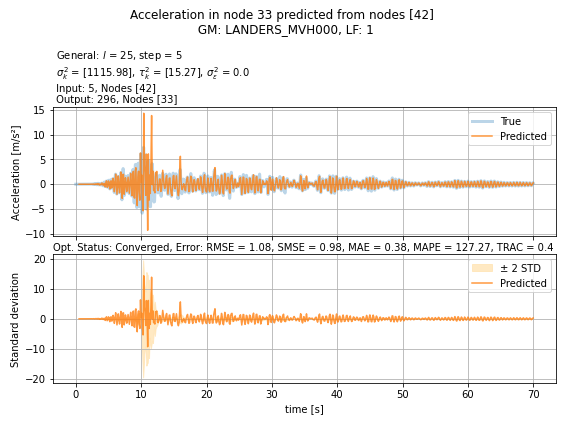 Acceleration in node 33 predicted from nodes [42]
GM: LANDERS_MVH000, LF: 1
General: l = 25, step = 5
σ²ₖ = [1115.98], τ²ₖ = [15.27], σ²ε = 0.0
Input: 5, Nodes [42]
Output: 296, Nodes [33]
15
10
5
0
−5
−10
Acceleration [m/s²]
True
Predicted
Opt. Status: Converged, Error: RMSE = 1.08, SMSE = 0.98, MAE = 0.38, MAPE = 127.27, TRAC = 0.4
20
10
0
−10
−20
Standard deviation
± 2 STD
Predicted
0 10 20 30 40 50 60 70
time [s]